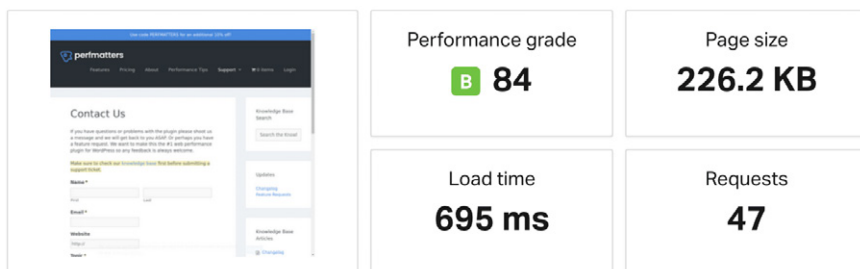 Use code PERFMATTERS for an additional 10% off!
perfmatters
Features Pricing About Performance Tips Support 0 Items Login
Contact Us
If you have questions or problems with the plugin please shoot us
a message and we will get back to you ASAP. Or perhaps you have
a feature request. We want to make this the #1 web performance
plugin for WordPress so any feedback is always welcome.
Make sure to check our knowledge base first before submitting a
support ticket.
Name *
First Last
Email *
Website
http://
Topic *
Knowledge Base
Search
Search the Knowl
Updates
Changelog
Feature Requests
Knowledge Base
Articles
Changelog
Performance grade
B 84
Page size
226.2 KB
Load time
695 ms
Requests
47